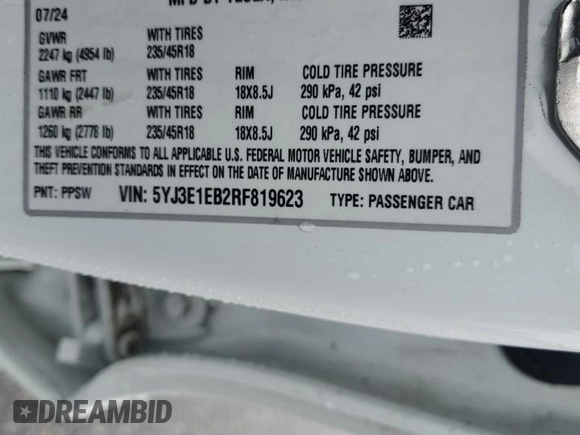 MFD BY TESLA,
07/24
GVWR WITH TIRES
2247 kg (4954 lb) 235/45R18
GAWR FRT WITH TIRES RIM COLD TIRE PRESSURE
1110 kg (2447 lb) 235/45R18 18X8.5J 290 kPa, 42 psi
GAWR RR WITH TIRES RIM COLD TIRE PRESSURE
1260 kg (2778 lb) 235/45R18 18X8.5J 290 kPa, 42 psi
THIS VEHICLE CONFORMS TO ALL APPLICABLE U.S. FEDERAL MOTOR VEHICLE SAFETY, BUMPER, AND
THEFT PREVENTION STANDARDS IN EFFECT ON THE DATE OF MANUFACTURE SHOWN ABOVE.
PNT: PPSW VIN: 5YJ3E1EB2RF819623 TYPE: PASSENGER CAR
DREAMBID